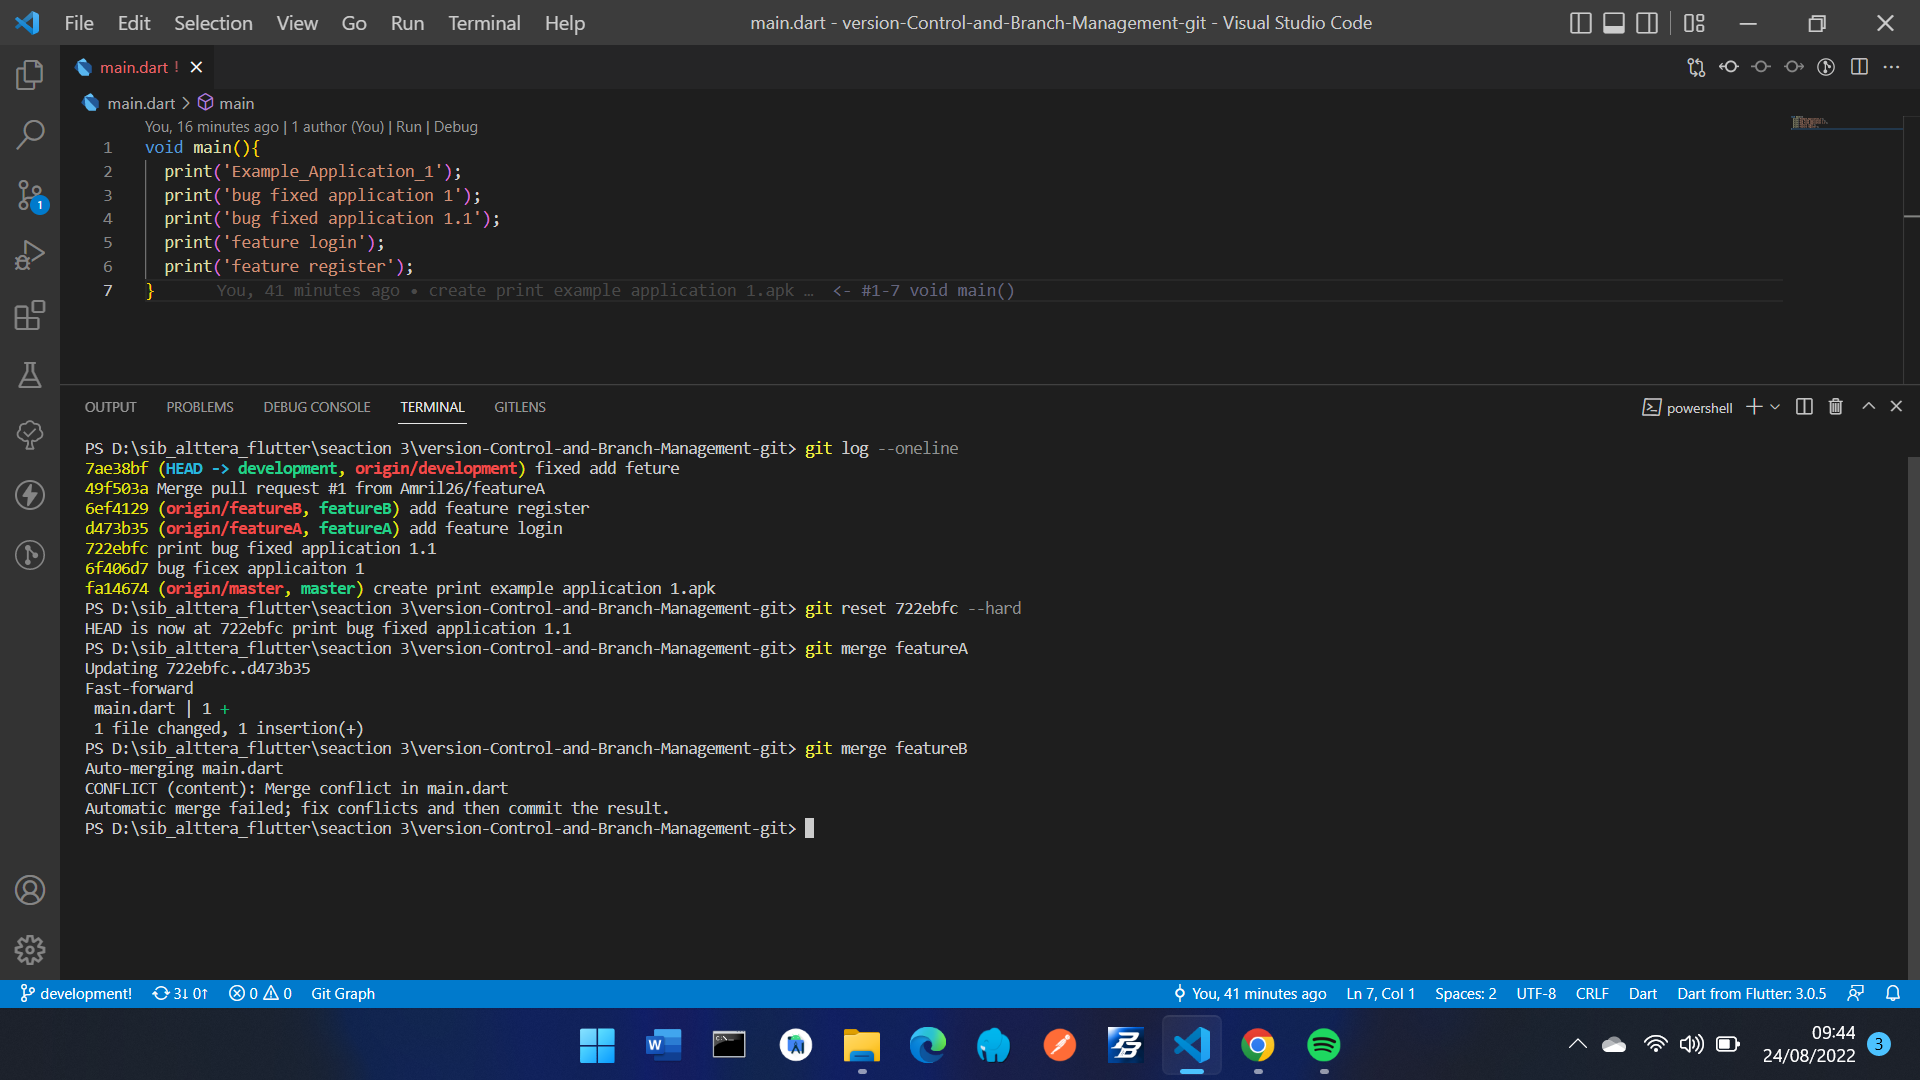 File Edit Selection View Go Run Terminal Help
main.dart - version-Control-and-Branch-Management-git - Visual Studio Code
main.dart !
main.dart > main
You, 16 minutes ago | 1 author (You) | Run | Debug
1 void main(){
2 print('Example_Application_1');
3 print('bug fixed application 1');
4 print('bug fixed application 1.1');
5 print('feature login');
6 print('feature register');
7 } You, 41 minutes ago • create print example application 1.apk … <- #1-7 void main()
1
OUTPUT PROBLEMS DEBUG CONSOLE TERMINAL GITLENS
powershell
PS D:\sib_alttera_flutter\seaction 3\version-Control-and-Branch-Management-git> git log --oneline
7ae38bf (HEAD -> development, origin/development) fixed add feture
49f503a Merge pull request #1 from Amril26/featureA
6ef4129 (origin/featureB, featureB) add feature register
d473b35 (origin/featureA, featureA) add feature login
722ebfc print bug fixed application 1.1
6f406d7 bug ficex applicaiton 1
fa14674 (origin/master, master) create print example application 1.apk
PS D:\sib_alttera_flutter\seaction 3\version-Control-and-Branch-Management-git> git reset 722ebfc --hard
HEAD is now at 722ebfc print bug fixed application 1.1
PS D:\sib_alttera_flutter\seaction 3\version-Control-and-Branch-Management-git> git merge featureA
Updating 722ebfc..d473b35
Fast-forward
main.dart | 1 +
1 file changed, 1 insertion(+)
PS D:\sib_alttera_flutter\seaction 3\version-Control-and-Branch-Management-git> git merge featureB
Auto-merging main.dart
CONFLICT (content): Merge conflict in main.dart
Automatic merge failed; fix conflicts and then commit the result.
PS D:\sib_alttera_flutter\seaction 3\version-Control-and-Branch-Management-git>
development! 3↓ 0↑ 0 0 Git Graph
You, 41 minutes ago Ln 7, Col 1 Spaces: 2 UTF-8 CRLF Dart Dart from Flutter: 3.0.5
09:44
24/08/2022
3